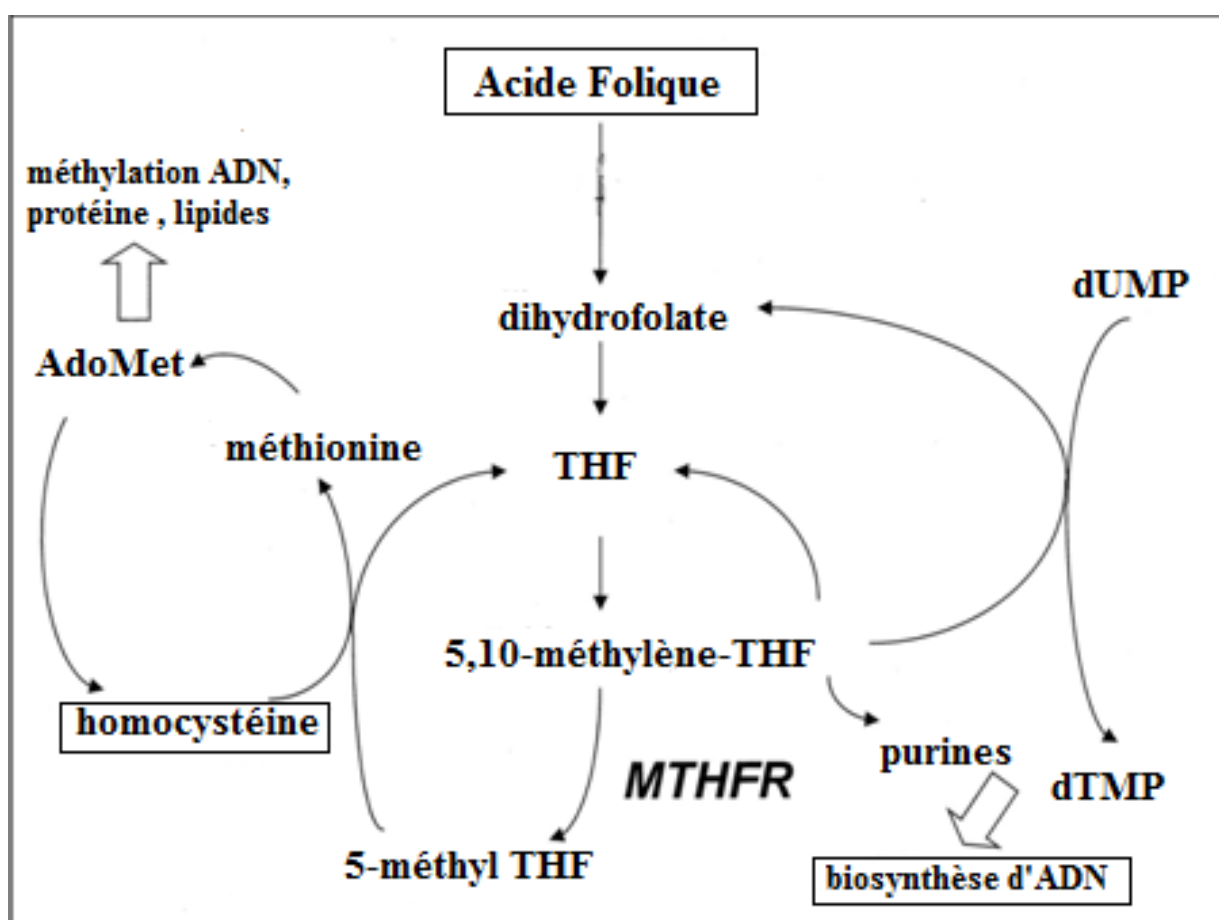 Acide Folique
méthylation ADN,
protéine , lipides
dUMP
dihydrofolate
AdoMet
méthionine
THF
5,10-méthylène-THF
homocystéine
purines
MTHFR
dTMP
5-méthyl THF
biosynthèse d'ADN